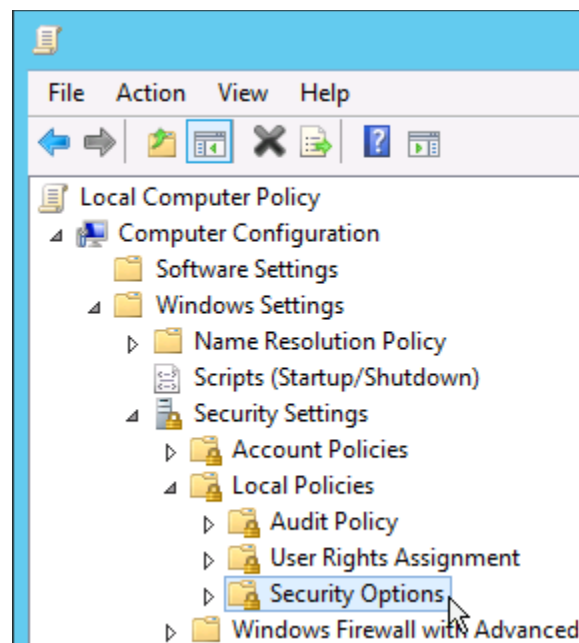 File Action View Help
Local Computer Policy
Computer Configuration
Software Settings
Windows Settings
Name Resolution Policy
Scripts (Startup/Shutdown)
Security Settings
Account Policies
Local Policies
Audit Policy
User Rights Assignment
Security Options
Windows Firewall with Advanced